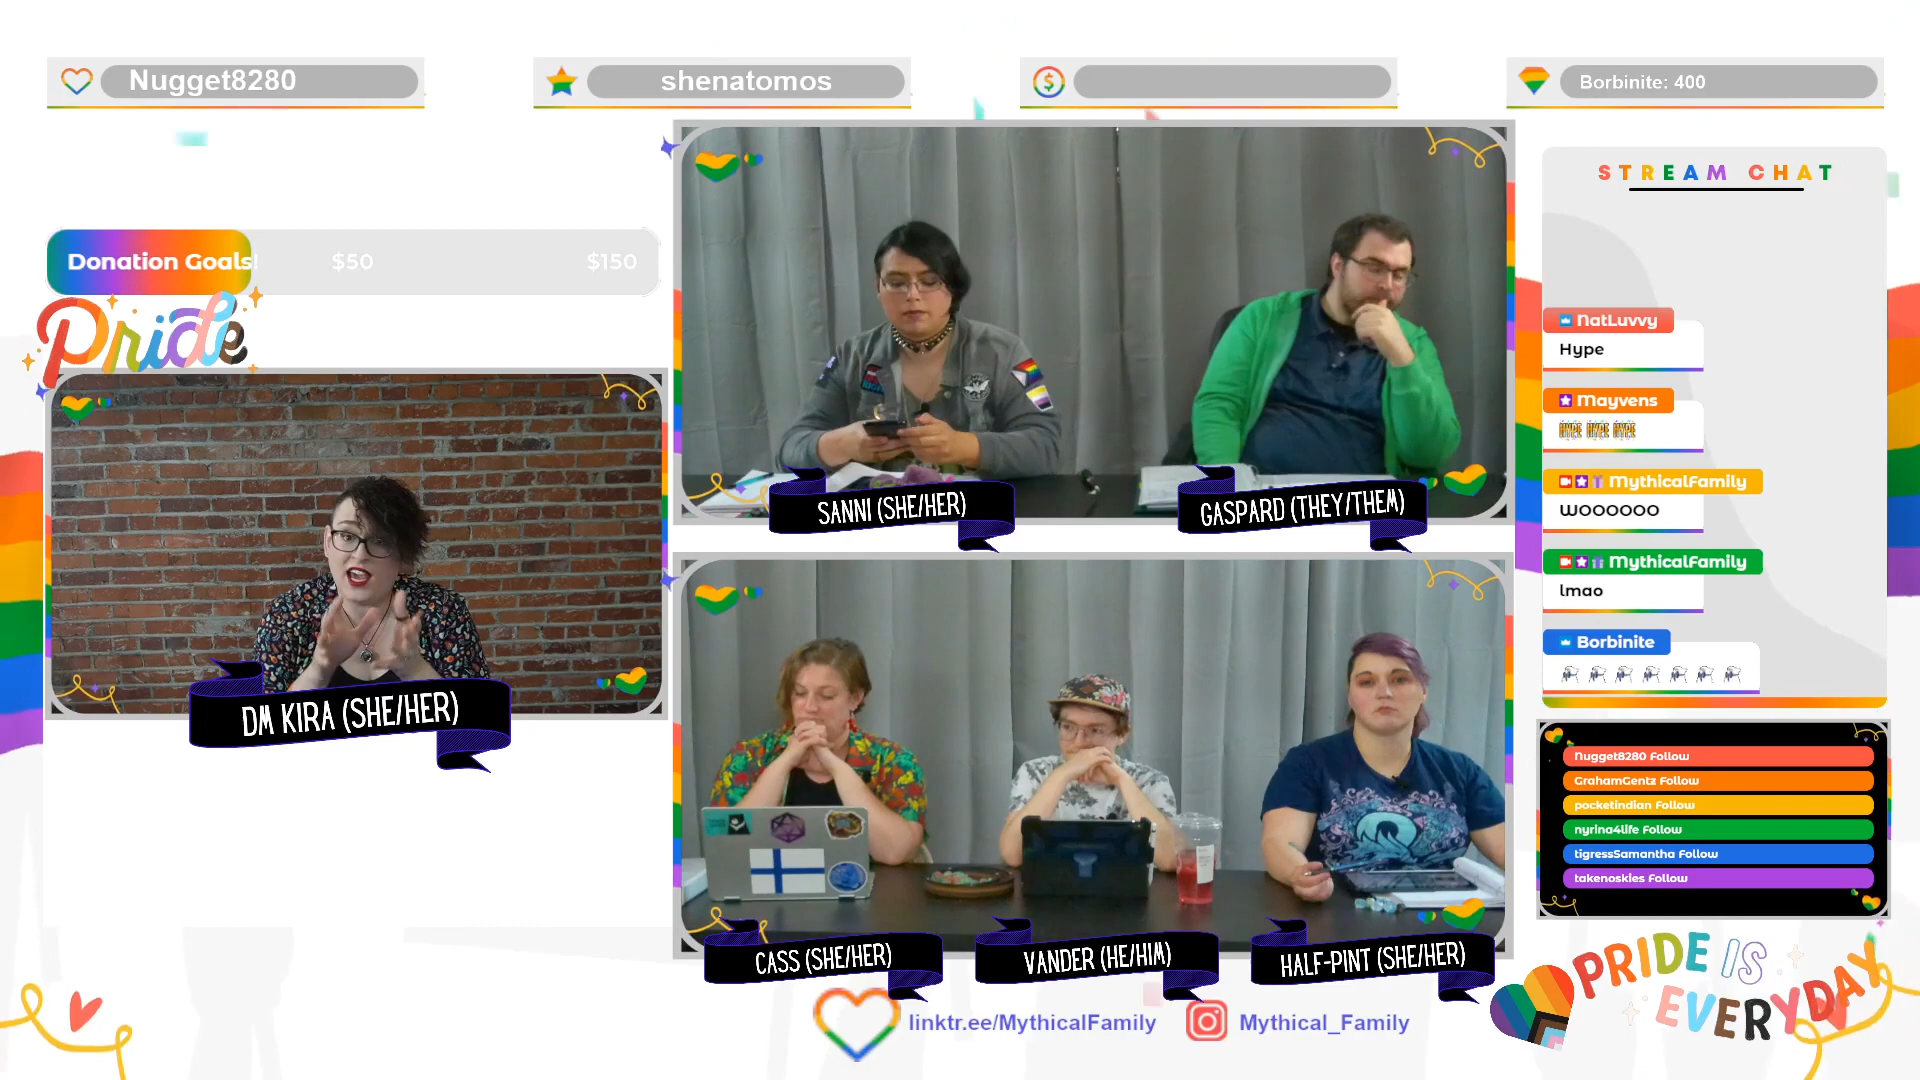 Nugget8280
shenatomos
Borbinite: 400
Donation Goals!
$50
$150
Pride
DM KIRA (SHE/HER)
SANNI (SHE/HER)
GASPARD (THEY/THEM)
CASS (SHE/HER)
VANDER (HE/HIM)
HALF-PINT (SHE/HER)
linktr.ee/MythicalFamily
Mythical_Family
STREAM CHAT
NatLuvvy
Hype
Mayvens
HYPE HYPE HYPE
MythicalFamily
WOOOOOO
MythicalFamily
lmao
Borbinite
Nugget8280 Follow
GrahamGentz Follow
pocketindian Follow
nyrina4life Follow
tigressSamantha Follow
takenoskies Follow
PRIDE IS
EVERYDAY